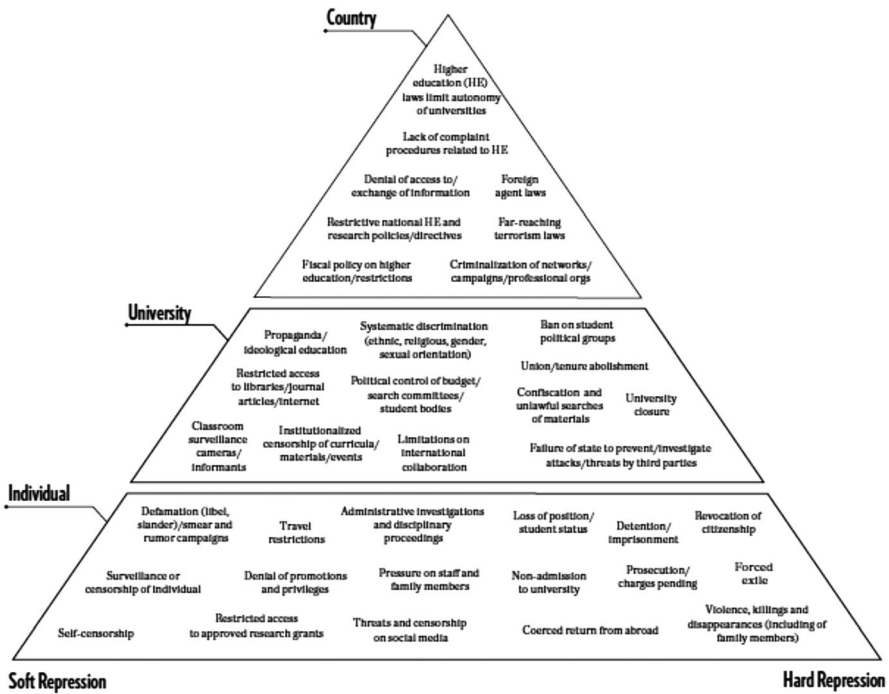 Country
Higher
education (HE)
laws limit autonomy
of universities
Lack of complaint
procedures related to HE
Denial of access to/
exchange of information
Foreign
agent laws
Restrictive national HE and
research policies/directives
Far-reaching
terrorism laws
Fiscal policy on higher
education/restrictions
Criminalization of networks/
campaigns/professional orgs
University
Propaganda/
ideological education
Systematic discrimination
(ethnic, religious, gender,
sexual orientation)
Ban on student
political groups
Restricted access
to libraries/journal
articles/internet
Political control of budget/
search committees/
student bodies
Union/tenure abolishment
Confiscation and
unlawful searches
of materials
University
closure
Classroom
surveillance
cameras/
informants
Institutionalized
censorship of curricula/
materials/events
Limitations on
international
collaboration
Failure of state to prevent/investigate
attacks/threats by third parties
Individual
Defamation (libel,
slander)/smear and
rumor campaigns
Travel
restrictions
Administrative investigations
and disciplinary
proceedings
Loss of position/
student status
Detention/
imprisonment
Revocation of
citizenship
Surveillance or
censorship of individual
Denial of promotions
and privileges
Pressure on staff and
family members
Non-admission
to university
Prosecution/
charges pending
Forced
exile
Self-censorship
Restricted access
to approved research grants
Threats and censorship
on social media
Coerced return from abroad
Violence, killings and
disappearances (including of
family members)
Soft Repression
Hard Repression